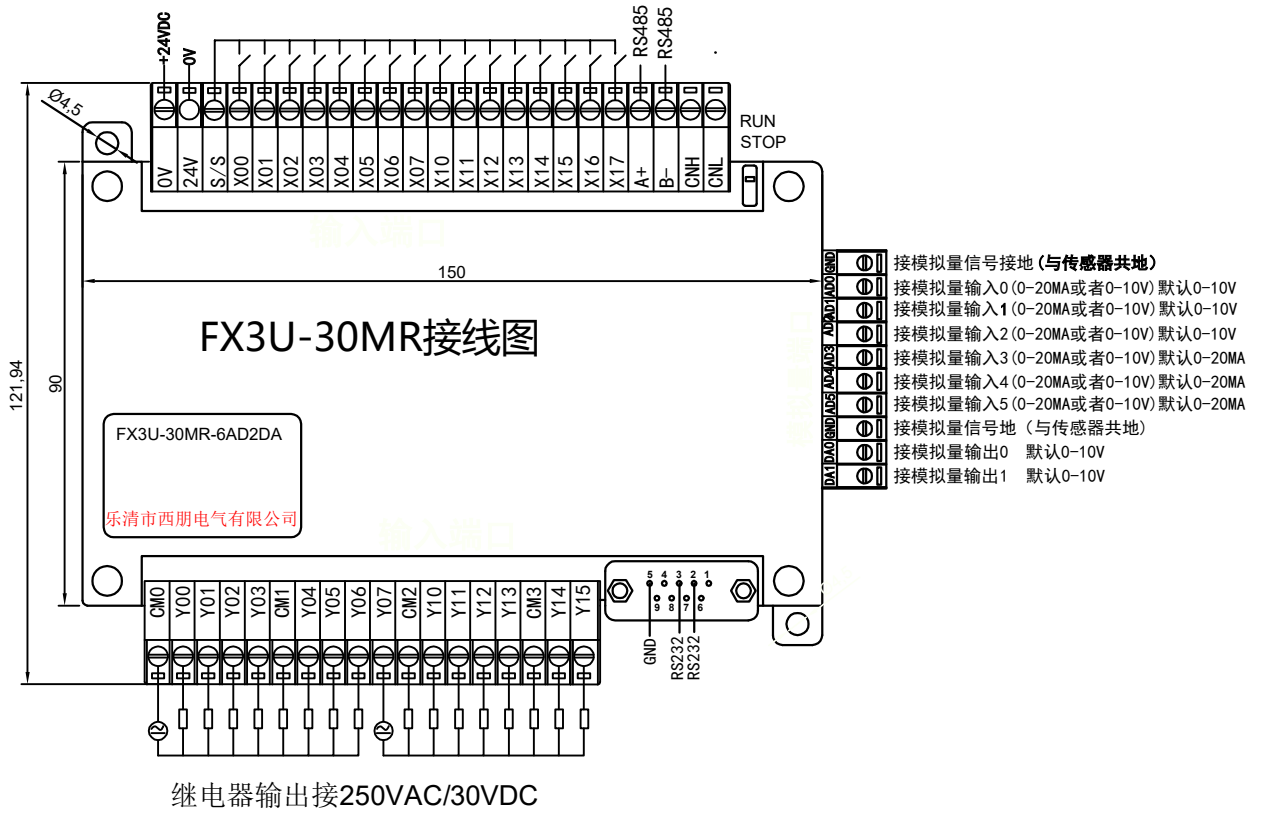 +24VDC
0V
RS485
RS485
Ø4,5
0V
24V
S/S
X00
X01
X02
X03
X04
X05
X06
X07
X10
X11
X12
X13
X14
X15
X16
X17
A+
B-
CNH
CNL
RUN
STOP
输入端口
150
121,94
90
FX3U-30MR接线图
FX3U-30MR-6AD2DA
乐清市西朋电气有限公司
GND 接模拟量信号接地(与传感器共地)
AD0 接模拟量输入0(0-20MA或者0-10V)默认0-10V
AD1 接模拟量输入1(0-20MA或者0-10V)默认0-10V
AD2 接模拟量输入2(0-20MA或者0-10V)默认0-10V
AD3 接模拟量输入3(0-20MA或者0-10V)默认0-20MA
AD4 接模拟量输入4(0-20MA或者0-10V)默认0-20MA
AD5 接模拟量输入5(0-20MA或者0-10V)默认0-20MA
GND 接模拟量信号地（与传感器共地）
DA0 接模拟量输出0 默认0-10V
DA1 接模拟量输出1 默认0-10V
输入端口
CM0
Y00
Y01
Y02
Y03
CM1
Y04
Y05
Y06
Y07
CM2
Y10
Y11
Y12
Y13
CM3
Y14
Y15
5 4 3 2 1
9 8 7 6
GND
RS232
RS232
继电器输出接250VAC/30VDC